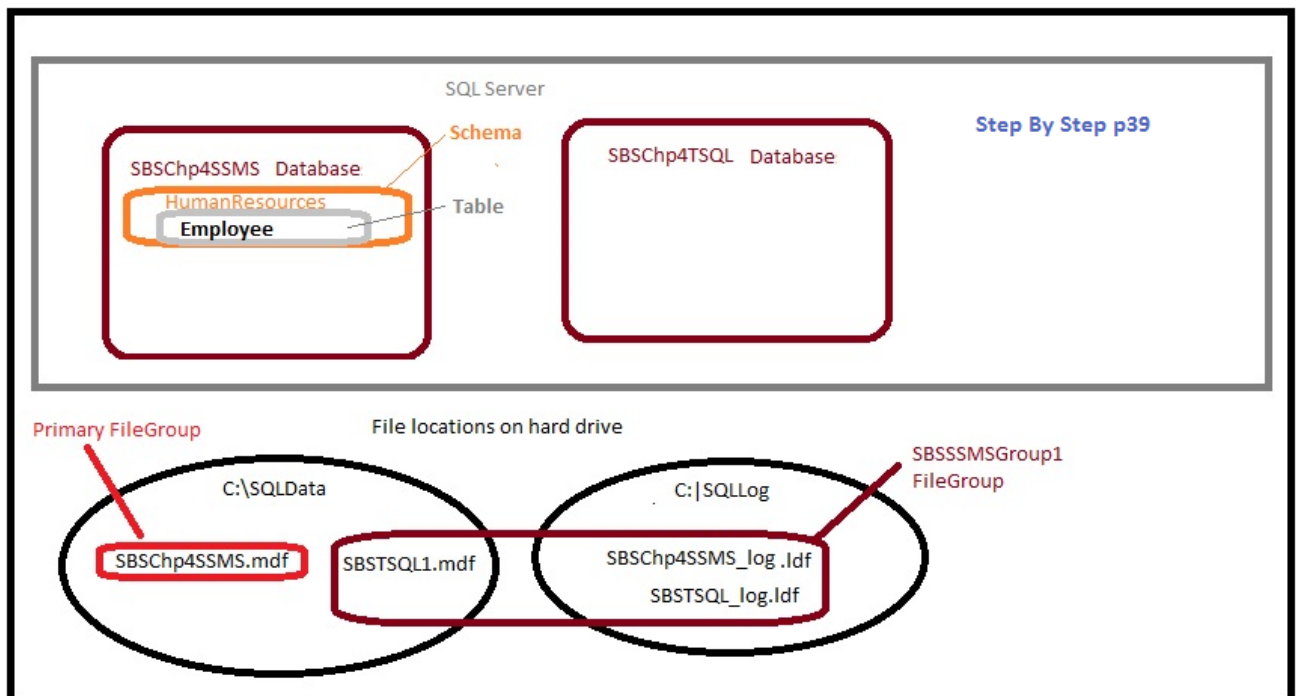 SQL Server
Schema
Step By Step p39
SBSChp4SSMS Database
SBSChp4TSQL Database
HumanResources
Table
Employee
Primary FileGroup
File locations on hard drive
SBSSSMSGroup1
FileGroup
C:\SQLData
C:|SQLLog
SBSChp4SSMS.mdf
SBSTSQL1.mdf
SBSChp4SSMS_log .ldf
SBSTSQL_log.ldf